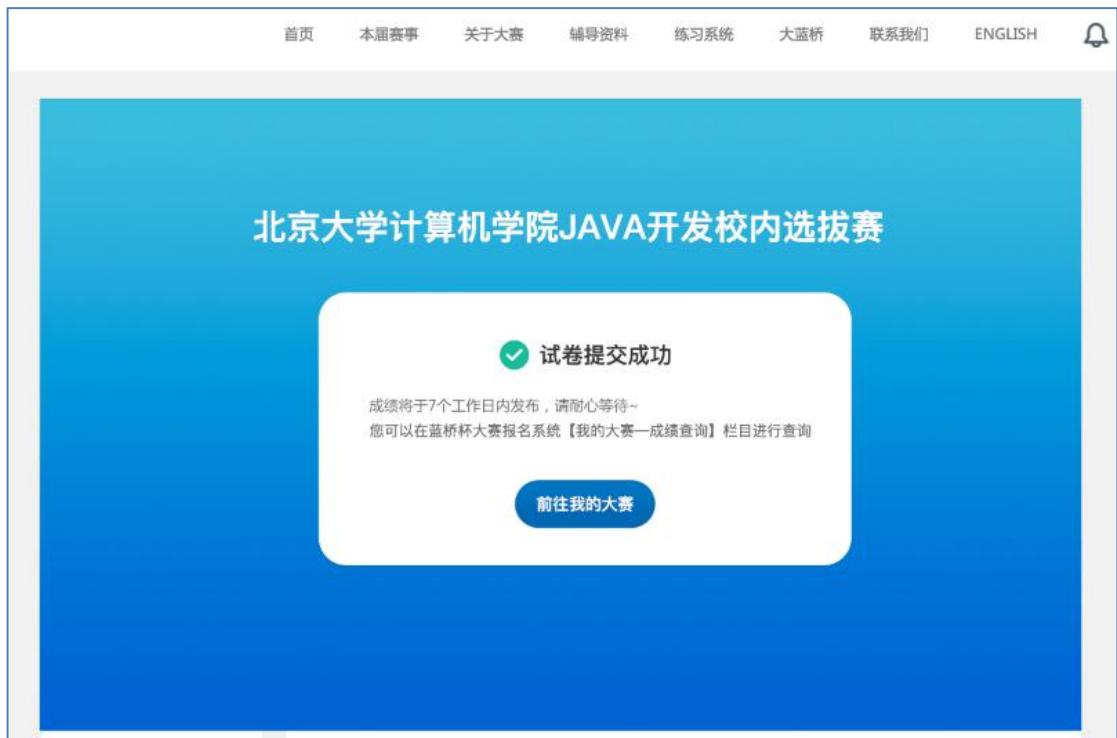 首页 本届赛事 关于大赛 辅导资料 练习系统 大蓝桥 联系我们 ENGLISH
北京大学计算机学院JAVA开发校内选拔赛
试卷提交成功
成绩将于7个工作日内发布，请耐心等待~
您可以在蓝桥杯大赛报名系统【我的大赛—成绩查询】栏目进行查询
前往我的大赛